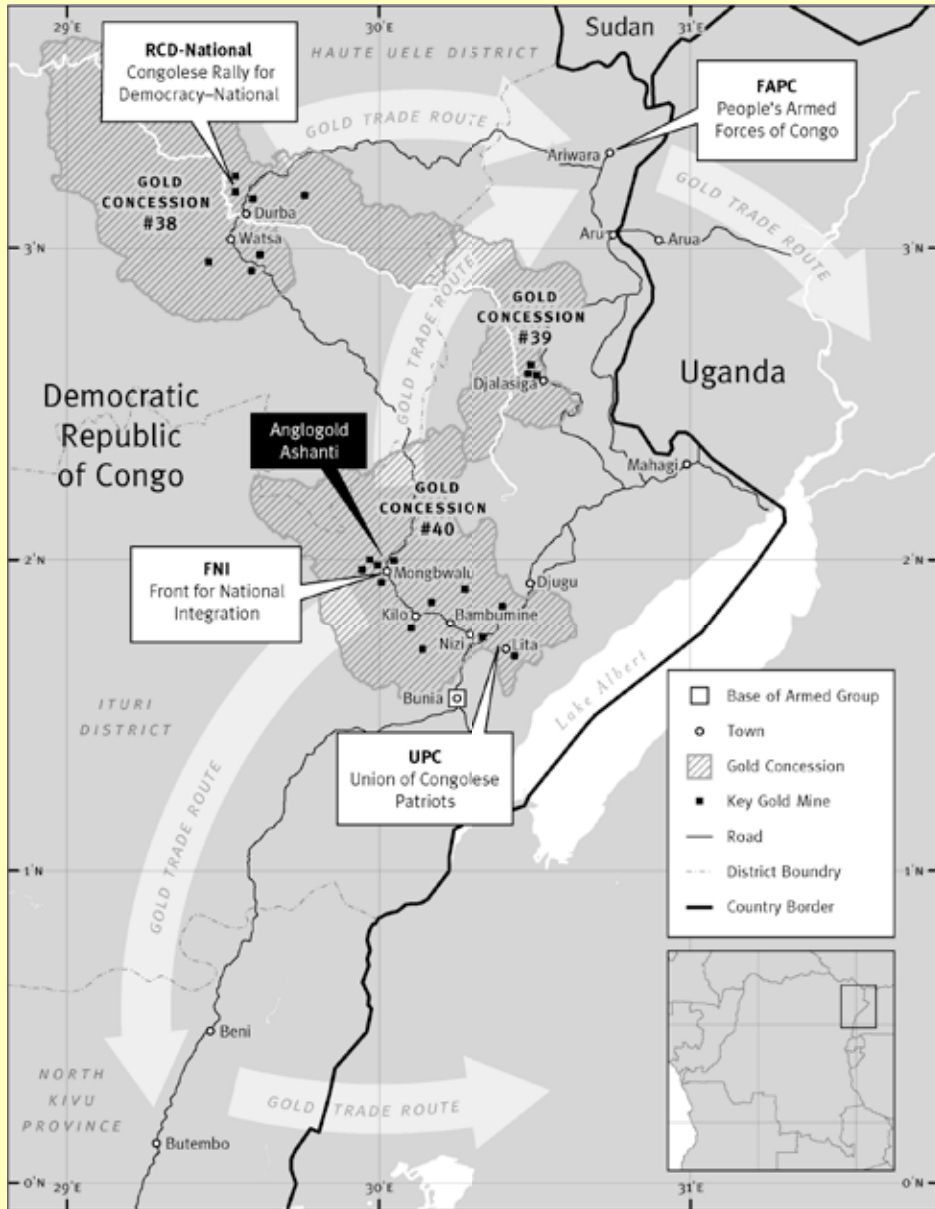 29°E
30°E
31°E
Sudan
RCD-National
Congolese Rally for
Democracy–National
HAUTE UELE DISTRICT
FAPC
People's Armed
Forces of Congo
GOLD TRADE ROUTE
Ariwara
GOLD
CONCESSION
#38
Durba
Watsa
GOLD TRADE ROUTE
Aru
Arua
3°N
3°N
GOLD TRADE ROUTE
GOLD
CONCESSION
#39
Djalasiga
Uganda
Democratic
Republic
of Congo
Anglogold
Ashanti
Mahagi
GOLD
CONCESSION
#40
2°N
2°N
FNI
Front for National
Integration
Mongbwalu
Djugu
Kilo
Bambumine
Nizi
Lita
Lake Albert
ITURI
DISTRICT
Bunia
UPC
Union of Congolese
Patriots
GOLD TRADE ROUTE
Base of Armed Group
Town
Gold Concession
Key Gold Mine
Road
District Boundry
Country Border
1°N
1°N
Beni
NORTH
KIVU
PROVINCE
GOLD TRADE ROUTE
Butembo
0°N
0°N
29°E
30°E
31°E